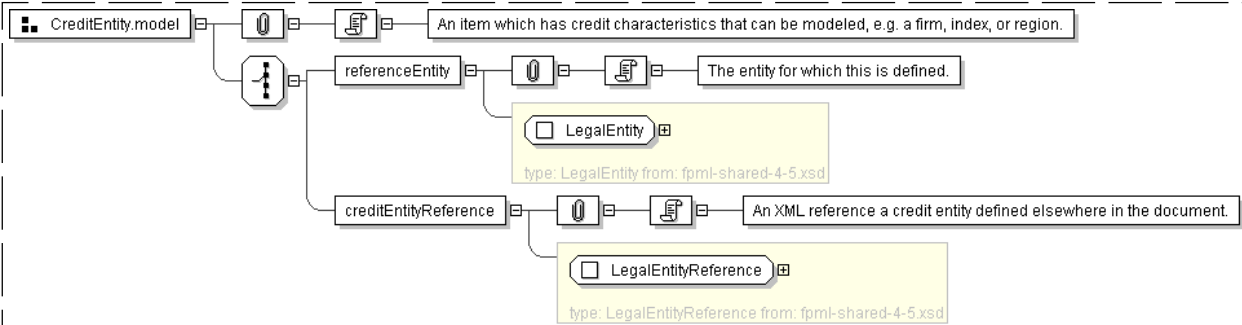 CreditEntity.model
An item which has credit characteristics that can be modeled, e.g. a firm, index, or region.
referenceEntity
The entity for which this is defined.
LegalEntity
type: LegalEntity from: fpml-shared-4-5.xsd
creditEntityReference
An XML reference a credit entity defined elsewhere in the document.
LegalEntityReference
type: LegalEntityReference from: fpml-shared-4-5.xsd